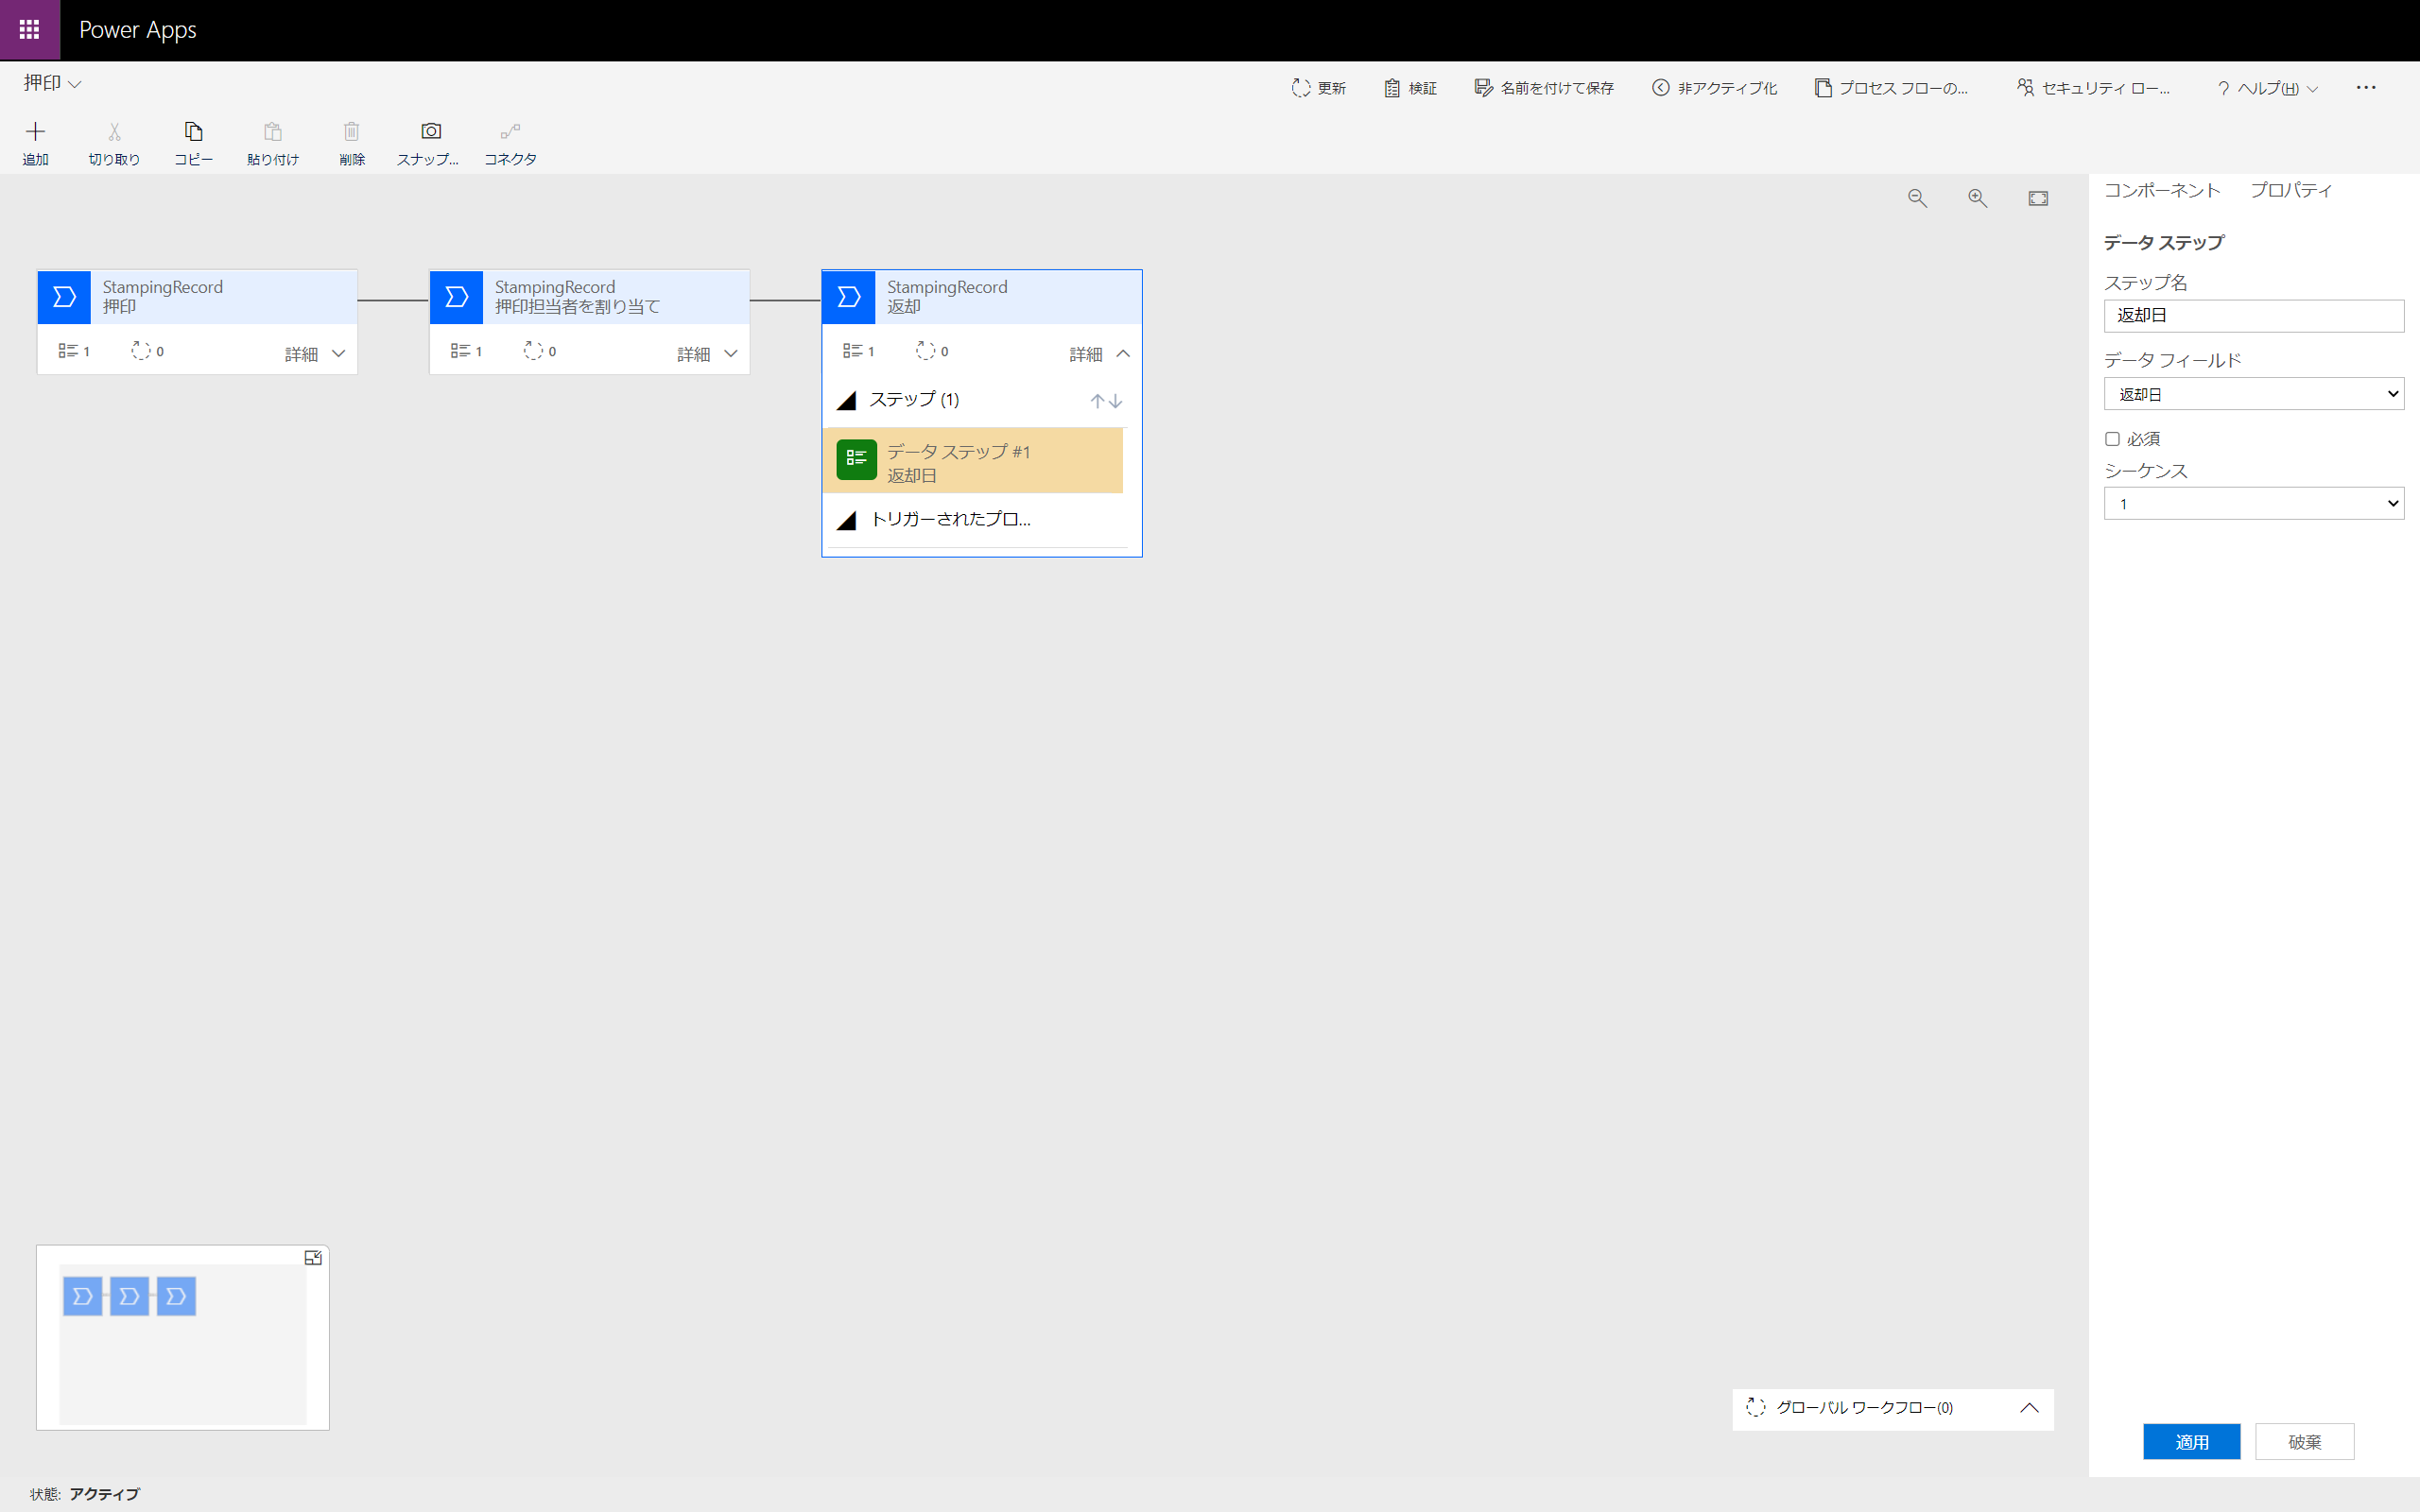 Power Apps
押印
更新
検証
名前を付けて保存
非アクティブ化
プロセス フローの...
セキュリティ ロー...
? ヘルプ(H)
追加
切り取り
コピー
貼り付け
削除
スナップ...
コネクタ
コンポーネント
プロパティ
StampingRecord
押印
1
0
詳細
StampingRecord
押印担当者を割り当て
1
0
詳細
StampingRecord
返却
1
0
詳細
ステップ (1)
データ ステップ #1
返却日
トリガーされたプロ...
データ ステップ
ステップ名
返却日
データ フィールド
返却日
必須
シーケンス
1
グローバル ワークフロー(0)
適用
破棄
状態: アクティブ